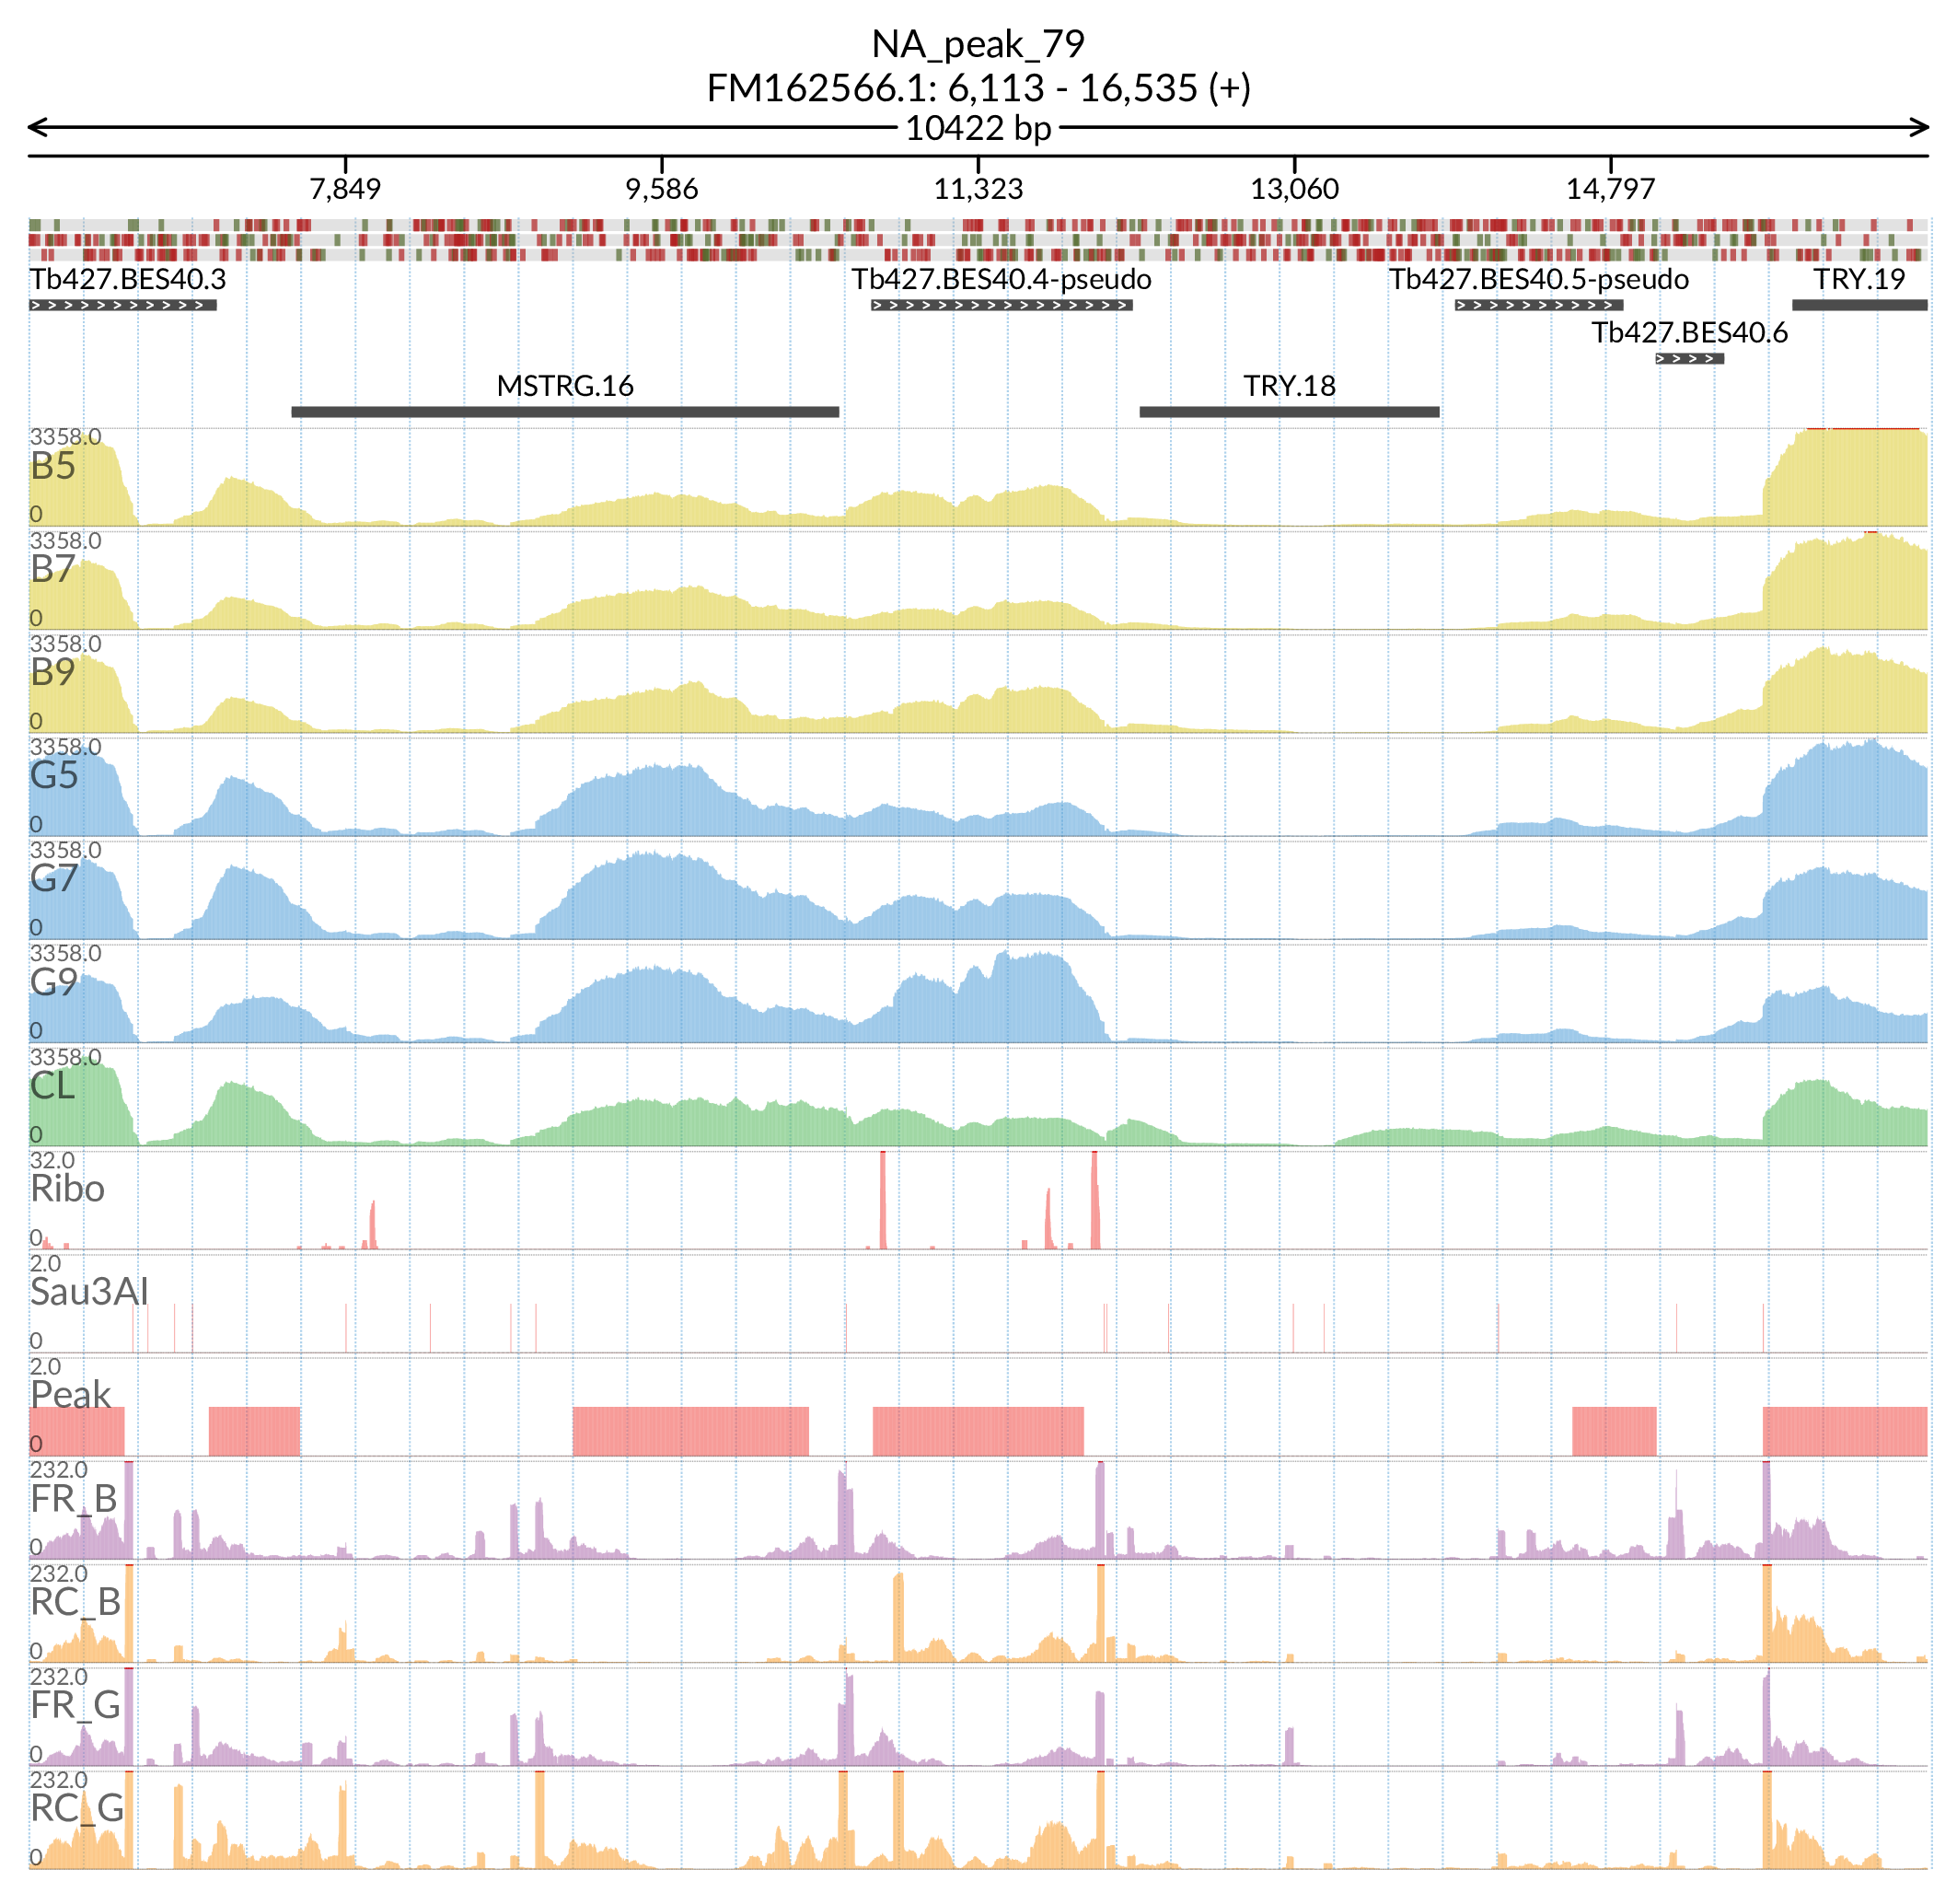 NA_peak_79
FM162566.1: 6,113 - 16,535 (+)
10422 bp
7,849 9,586 11,323 13,060 14,797
Tb427.BES40.3 Tb427.BES40.4-pseudo Tb427.BES40.5-pseudo TRY.19
Tb427.BES40.6
MSTRG.16 TRY.18
3358.0
B5
0
3358.0
B7
0
3358.0
B9
0
3358.0
G5
0
3358.0
G7
0
3358.0
G9
0
3358.0
CL
0
32.0
Ribo
0
2.0
Sau3AI
0
2.0
Peak
0
232.0
FR_B
0
232.0
RC_B
0
232.0
FR_G
0
232.0
RC_G
0